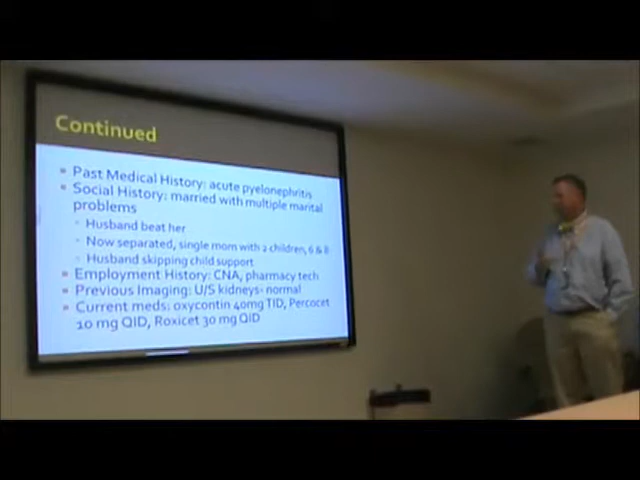 Continued
Past Medical History: acute pyelonephritis
Social History: married with multiple marital
problems
Husband beat her
Now separated, single mom with 2 children, 6 & 8
Husband skipping child support
Employment History: CNA, pharmacy tech
Previous Imaging: U/S kidneys- normal
Current meds: oxycontin 40mg TID, Percocet
10 mg QID, Roxicet 30 mg QID